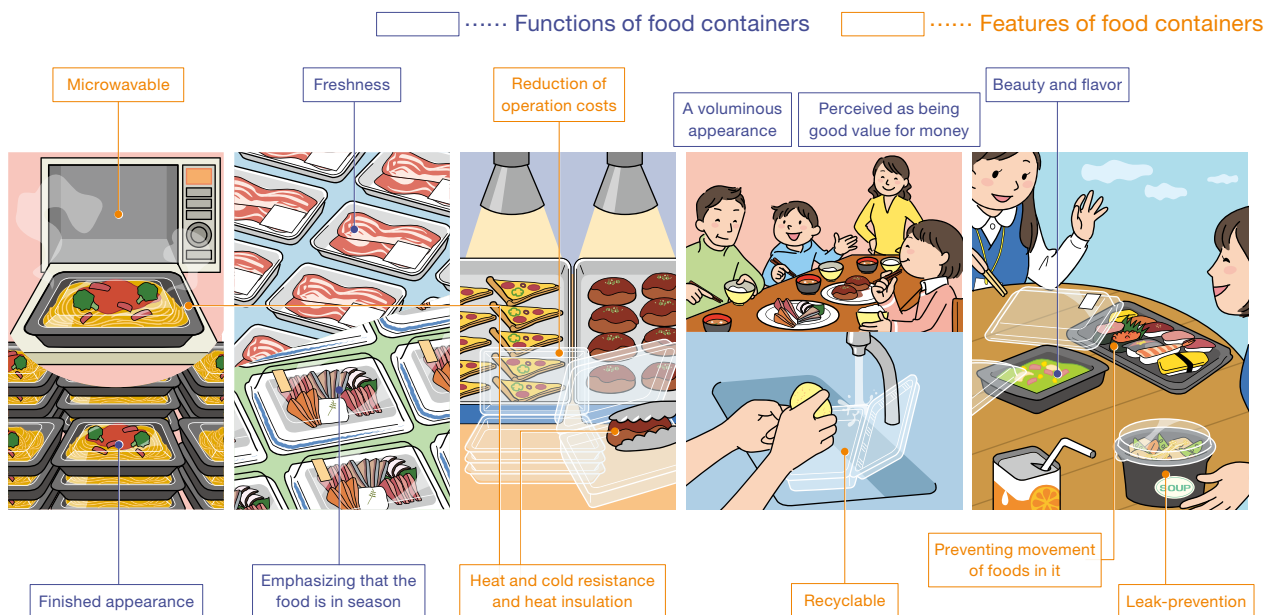 ...... Functions of food containers
...... Features of food containers
Microwavable
Freshness
Reduction of
operation costs
A voluminous
appearance
Perceived as being
good value for money
Beauty and flavor
SOUP
Finished appearance
Emphasizing that the
food is in season
Heat and cold resistance
and heat insulation
Recyclable
Preventing movement
of foods in it
Leak-prevention